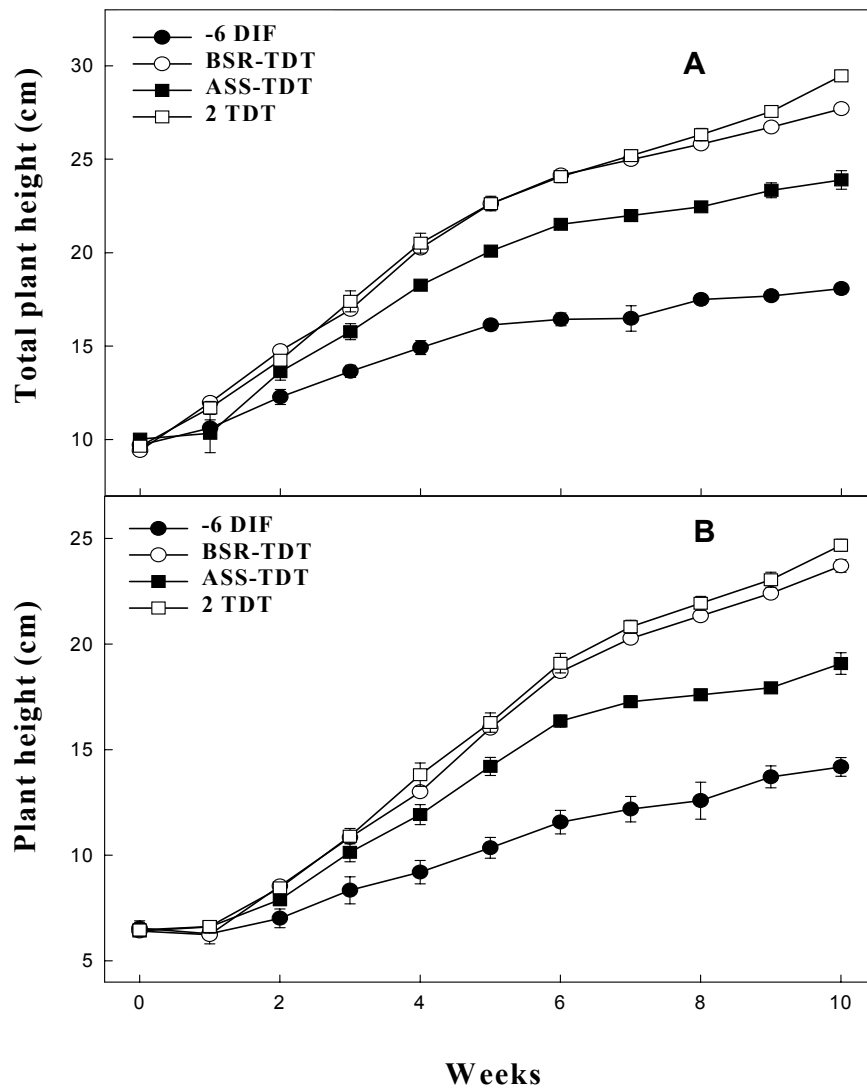 -6 DIF
BSR-TDT
ASS-TDT
2 TDT
A
30
25
20
15
10
Total plant height (cm)
-6 DIF
BSR-TDT
ASS-TDT
2 TDT
B
25
20
15
10
5
Plant height (cm)
0 2 4 6 8 10
Weeks